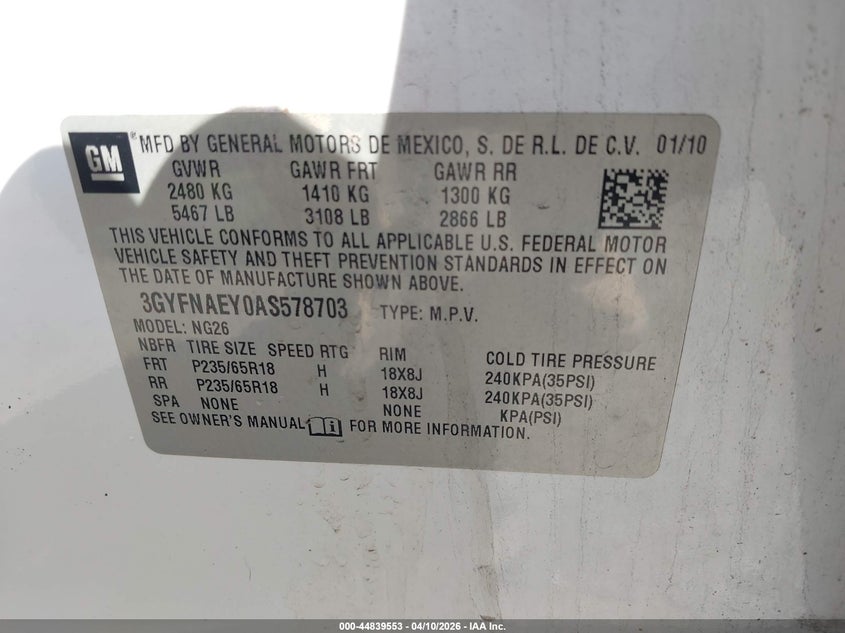 GM ® MFD BY GENERAL MOTORS DE MEXICO, S. DE R.L. DE C.V. 01/10
GVWR GAWR FRT GAWR RR
2480 KG 1410 KG 1300 KG
5467 LB 3108 LB 2866 LB
THIS VEHICLE CONFORMS TO ALL APPLICABLE U.S. FEDERAL MOTOR
VEHICLE SAFETY AND THEFT PREVENTION STANDARDS IN EFFECT ON
THE DATE OF MANUFACTURE SHOWN ABOVE.
3GYFNAEY0AS578703 TYPE: M.P.V.
MODEL: NG26
NBFR TIRE SIZE SPEED RTG RIM COLD TIRE PRESSURE
FRT P235/65R18 H 18X8J 240KPA(35PSI)
RR P235/65R18 H 18X8J 240KPA(35PSI)
SPA NONE NONE KPA(PSI)
SEE OWNER'S MANUAL FOR MORE INFORMATION.
000-44839553 - 04/10/2026 - IAA Inc.